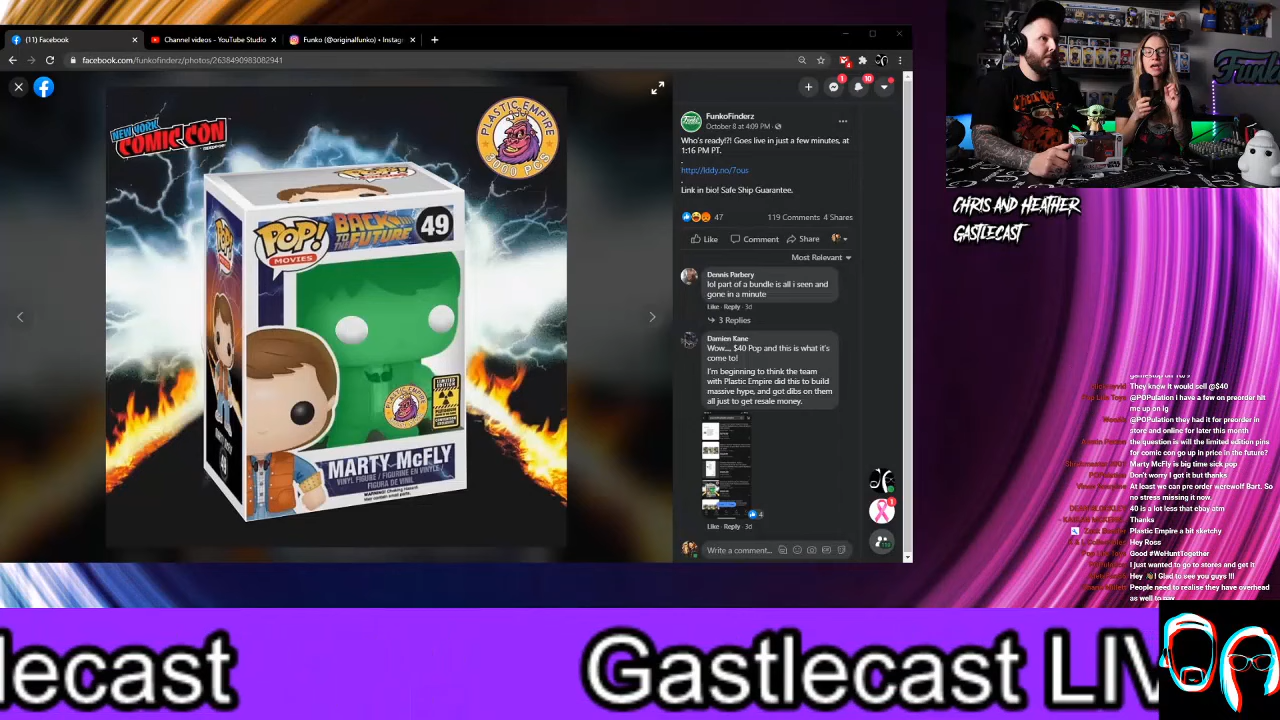 (11) Facebook
Channel videos - YouTube Studio
Funko (@originalfunko) • Instag
facebook.com/funkofinderz/photos/2638490983082941
NEW YORK
COMIC CON
PLASTIC EMPIRE
3000 PCS
POP!
MOVIES
BACK TO THE FUTURE
49
LIMITED EDITION
MARTY McFLY
VINYL FIGURE / FIGURINE EN VINYLE /
FIGURA DE VINIL
FunkoFinderz
October 8 at 4:09 PM
Who's ready!?! Goes live in just a few minutes, at
1:16 PM PT.
.
http://lddy.no/7ous
.
Link in bio! Safe Ship Guarantee.
47
119 Comments 4 Shares
Like Comment Share
Most Relevant
Dennis Parbery
lol part of a bundle is all i seen and
gone in a minute
Like · Reply · 3d
3 Replies
Damien Kane
Wow.... $40 Pop and this is what it's
come to!
I'm beginning to think the team
with Plastic Empire did this to build
massive hype, and got dibs on them
all just to get resale money.
4
Like · Reply · 3d
Write a comment...
CHRIS AND HEATHER
GASTLECAST
They knew it would sell @$40
@POPulation i have a few on preorder hit
me up on ig
@POPulation they had it for preorder in
store and online for later this month
the question is will the limited edition pins
for comic con go up in price in the future?
Marty McFly is big time sick pop
Don't worry I got it but thanks
At least we can pre order werewolf Bart. So
no stress missing it now.
40 is a lot less that ebay atm
Thanks
Plastic Empire a bit sketchy
Hey Ross
Good #WeHuntTogether
I just wanted to go to stores and get it
Hey I Glad to see you guys !!!
People need to realise they have overhead
as well to pay
lecast
Gastlecast LIV